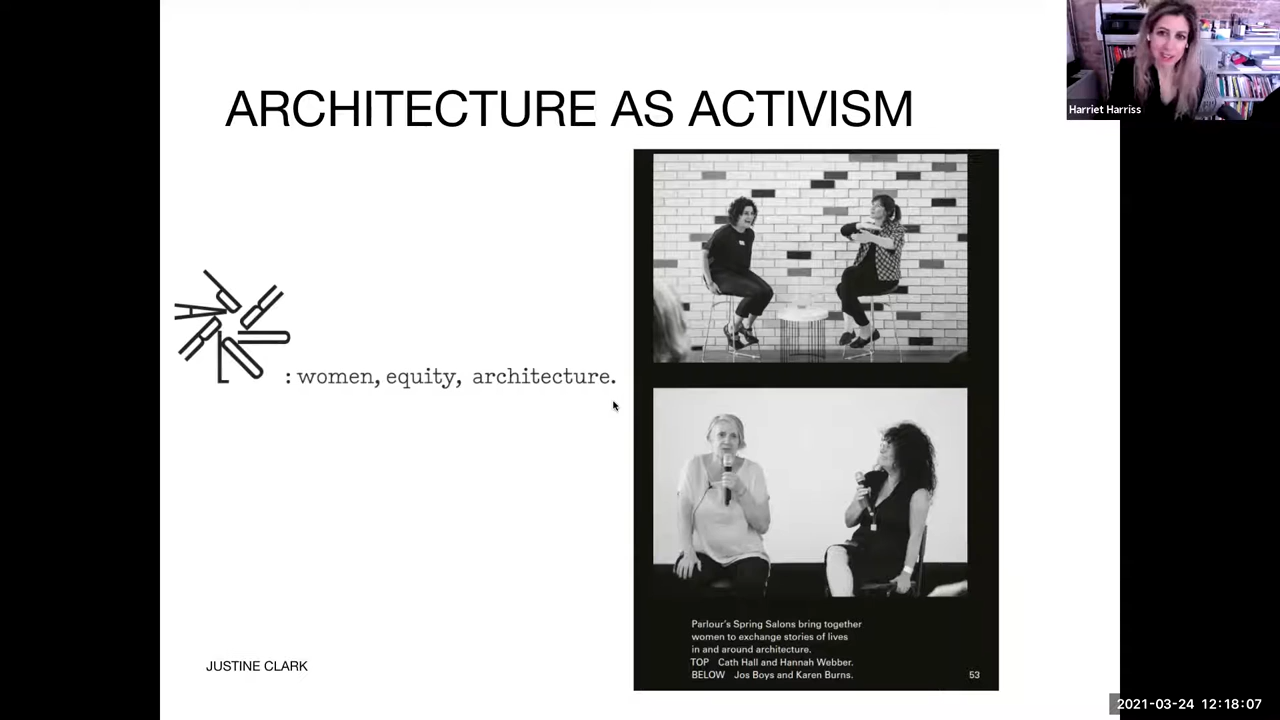 ARCHITECTURE AS ACTIVISM
Harriet Harriss
: women, equity, architecture.
Parlour's Spring Salons bring together
women to exchange stories of lives
in and around architecture.
TOP Cath Hall and Hannah Webber.
BELOW Jos Boys and Karen Burns.
53
JUSTINE CLARK
2021-03-24 12:18:07